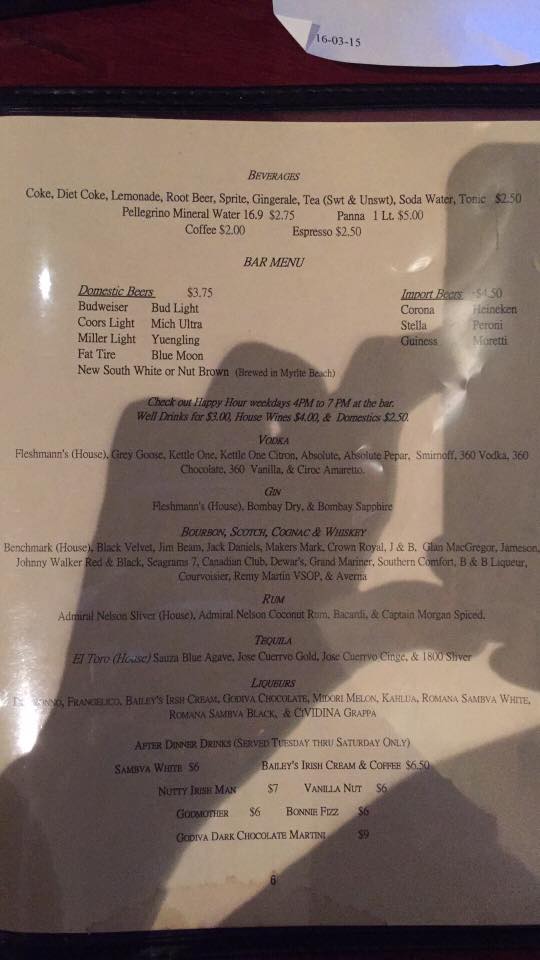 16-03-15
BEVERAGES
Coke, Diet Coke, Lemonade, Root Beer, Sprite, Gingerale, Tea (Swt & Unswt), Soda Water, Tonic $2.50
Pellegrino Mineral Water 16.9 $2.75 Panna 1 Lt. $5.00
Coffee $2.00 Espresso $2.50
BAR MENU
Domestic Beers $3.75 Import Beers $4.50
Budweiser Bud Light Corona Heineken
Coors Light Mich Ultra Stella Peroni
Miller Light Yuengling Guiness Moretti
Fat Tire Blue Moon
New South White or Nut Brown (Brewed in Myrlte Beach)
Check out Happy Hour weekdays 4PM to 7 PM at the bar.
Well Drinks for $3.00, House Wines $4.00, & Domestics $2.50.
VODKA
Fleshmann's (House), Grey Goose, Kettle One, Kettle One Citron, Absolute, Absolute Pepar, Smirnoff, 360 Vodka, 360
Chocolate, 360 Vanilla, & Ciroc Amaretto.
GIN
Fleshmann's (House), Bombay Dry, & Bombay Sapphire
BOURBON, SCOTCH, COGNAC & WHISKEY
Benchmark (House), Black Velvet, Jim Beam, Jack Daniels, Makers Mark, Crown Royal, J & B, Glan MacGregor, Jameson,
Johnny Walker Red & Black, Seagrams 7, Canadian Club, Dewar's, Grand Mariner, Southern Comfort, B & B Liqueur,
Courvoisier, Remy Martin VSOP, & Averna
RUM
Admiral Nelson Sliver (House), Admiral Nelson Coconut Rum, Bacardi, & Captain Morgan Spiced.
TEQUILA
El Toro (House) Sauza Blue Agave, Jose Cuerrvo Gold, Jose Cuerrvo Cinge, & 1800 Sliver
LIQUEURS
FRANGELICO, BAILEY'S IRSH CREAM, GODIVA CHOCOLATE, MIDORI MELON, KAHLUA, ROMANA SAMBVA WHITE,
ROMANA SAMBVA BLACK, & CIVIDINA GRAPPA
AFTER DINNER DRINKS (SERVED TUESDAY THRU SATURDAY ONLY)
SAMBVA WHITE $6 BAILEY'S IRISH CREAM & COFFEE $6.50
NUTTY IRISH MAN $7 VANILLA NUT $6
GODMOTHER $6 BONNIE FIZZ $6
GODIVA DARK CHOCOLATE MARTINI $9
6